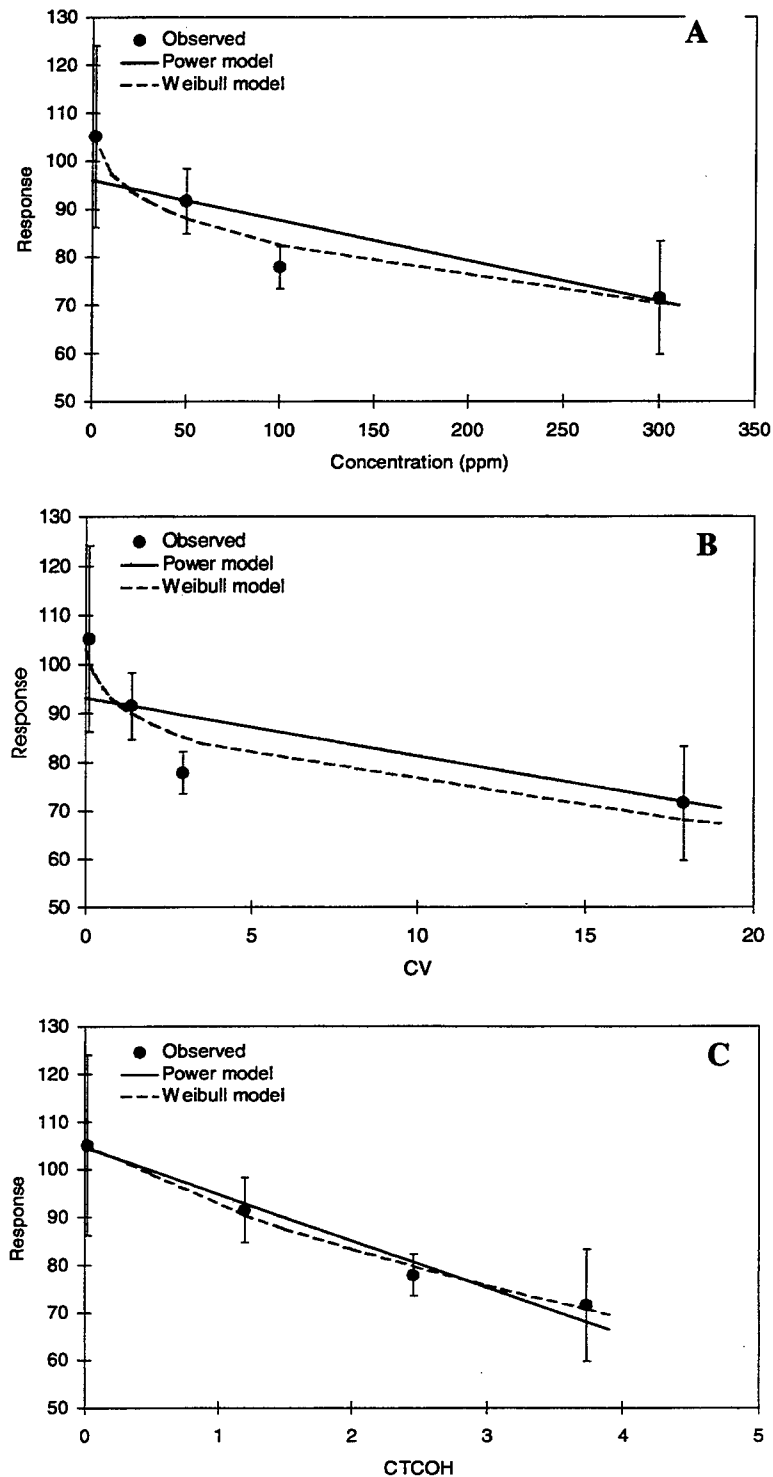 130
120
110
100
90
80
70
60
50
Response
Observed
Power model
Weibull model
A
0 50 100 150 200 250 300 350
Concentration (ppm)
130
120
110
100
90
80
70
60
50
Response
Observed
Power model
Weibull model
B
0 5 10 15 20
CV
130
120
110
100
90
80
70
60
50
Response
Observed
Power model
Weibull model
C
0 1 2 3 4 5
CTCOH